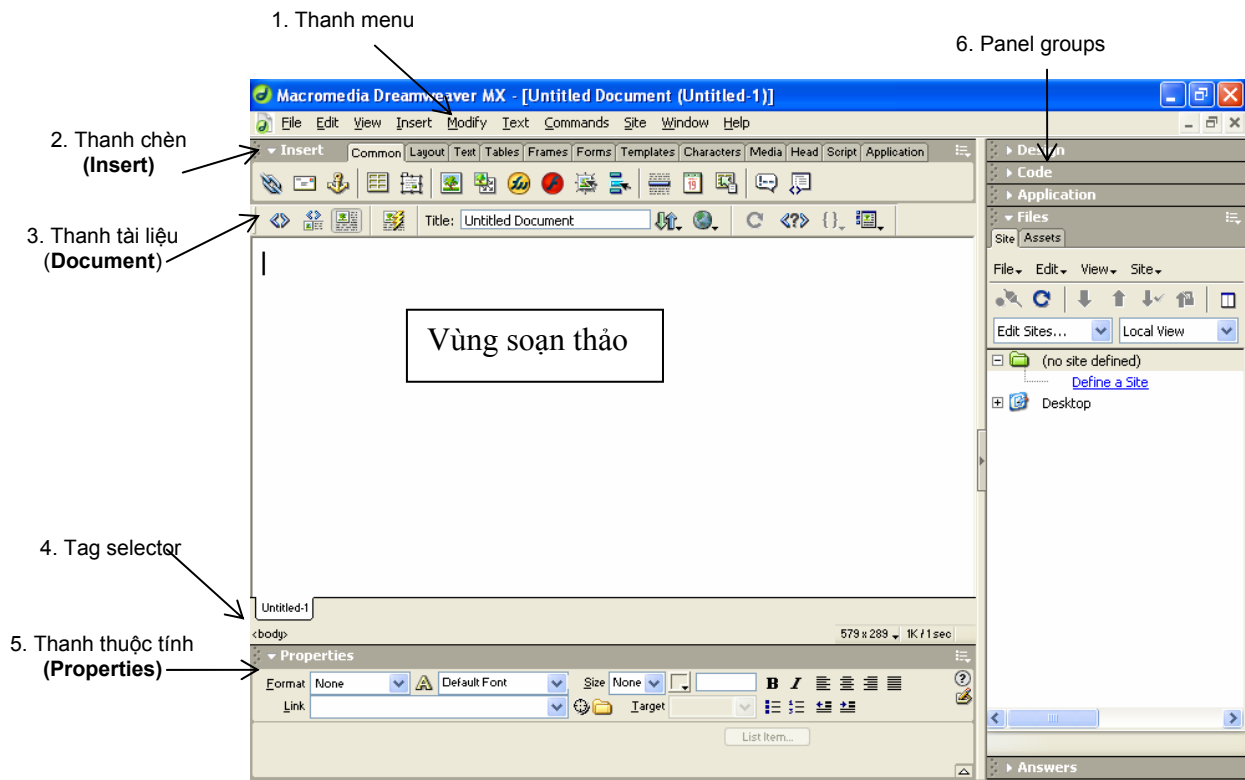 1. Thanh menu
6. Panel groups
Macromedia Dreamweaver MX - [Untitled Document (Untitled-1)]
File Edit View Insert Modify Text Commands Site Window Help
2. Thanh chèn
(Insert)
Insert Common Layout Text Tables Frames Forms Templates Characters Media Head Script Application
Design
Code
Application
Files
Site Assets
3. Thanh tài liệu
(Document)
Title: Untitled Document
File Edit View Site
Edit Sites... Local View
(no site defined)
Define a Site
Desktop
Vùng soạn thảo
4. Tag selector
Untitled-1
<body> 579 x 289 1K / 1 sec
5. Thanh thuộc tính
(Properties)
Properties
Format None Default Font Size None B I
Link Target
List Item...
Answers